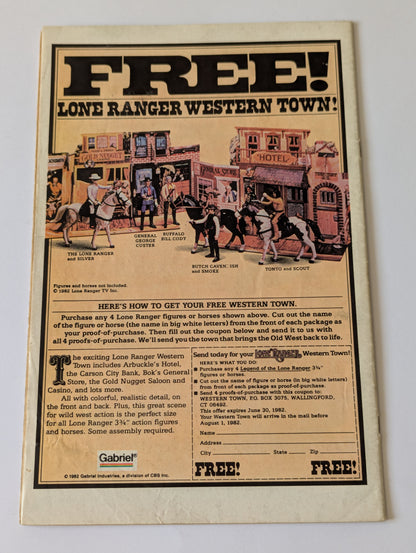 FREE!
LONE RANGER WESTERN TOWN!
GOLD NUGGET
HOTEL
THE LONE RANGER
and SILVER
GENERAL
GEORGE
CUSTER
BUFFALO
BILL CODY
BUTCH CAVENDISH
and SMOKE
TONTO and SCOUT
Figures and horses not included.
© 1982 Lone Ranger TV Inc.
HERE'S HOW TO GET YOUR FREE WESTERN TOWN.
Purchase any 4 Lone Ranger figures or horses shown above. Cut out the name
of the figure or horse (the name in big white letters) from the front of each package as
your proof-of-purchase. Then fill out the coupon below and send it to us with
all 4 proofs-of-purchase. We'll send you the town that brings the Old West back to life.
The exciting Lone Ranger Western
Town includes Arbuckle's Hotel,
the Carson City Bank, Bok's General
Store, the Gold Nugget Saloon and
Casino, and lots more.
All with colorful, realistic detail, on
the front and back. Plus, this great scene
for wild west action is the perfect size
for all Lone Ranger 3¾" action
figures and horses. Some assembly required.
Gabriel®
© 1982 Gabriel Industries, a division of CBS Inc.
Send today for your LONE RANGER Western Town!
HERE'S WHAT YOU DO:
Purchase any 4 Legend of the Lone Ranger 3¾"
figures or horses.
Cut out the name of figure or horse (in big white letters)
from front of each package for proof-of-purchase.
Send 4 proofs-of-purchase with this completed coupon to:
WESTERN TOWN, P.O. BOX 3075, WALLINGFORD,
CT 06492.
This offer expires June 30, 1982.
Your Western Town will arrive in the mail before
August 1, 1982.
Name
Address
City State Zip
FREE! FREE!